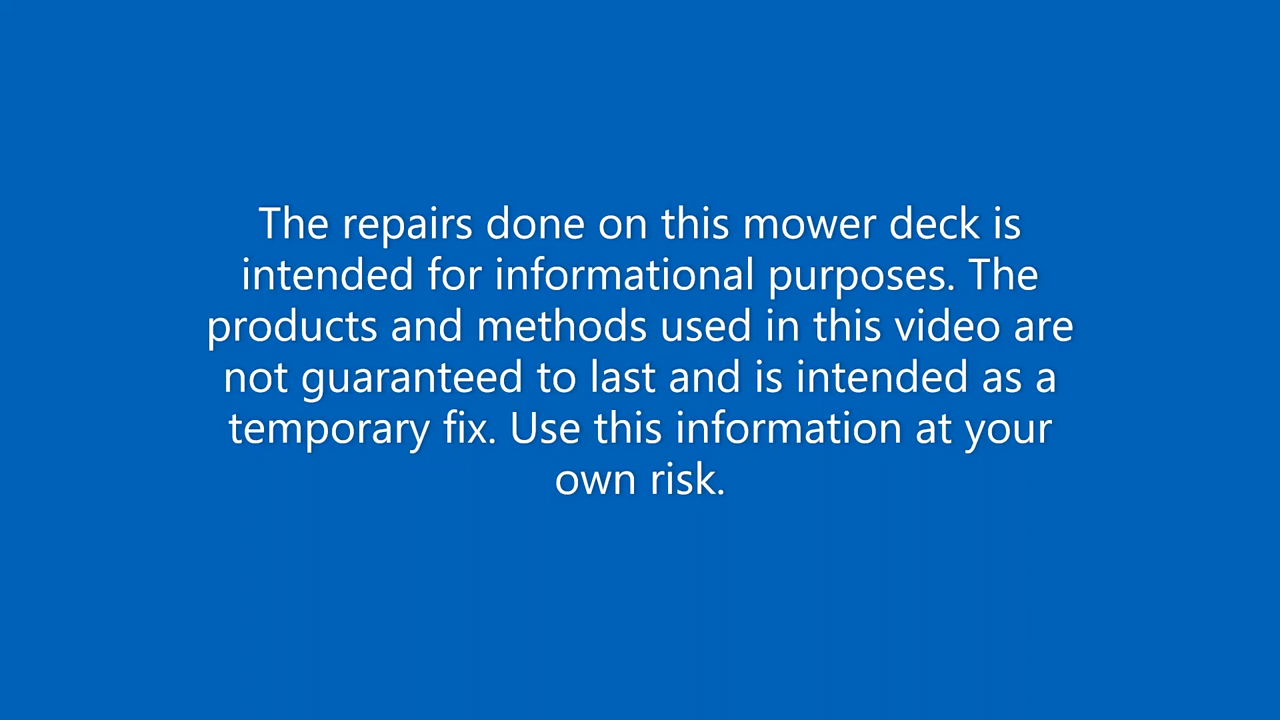 The repairs done on this mower deck is
intended for informational purposes. The
products and methods used in this video are
not guaranteed to last and is intended as a
temporary fix. Use this information at your
own risk.